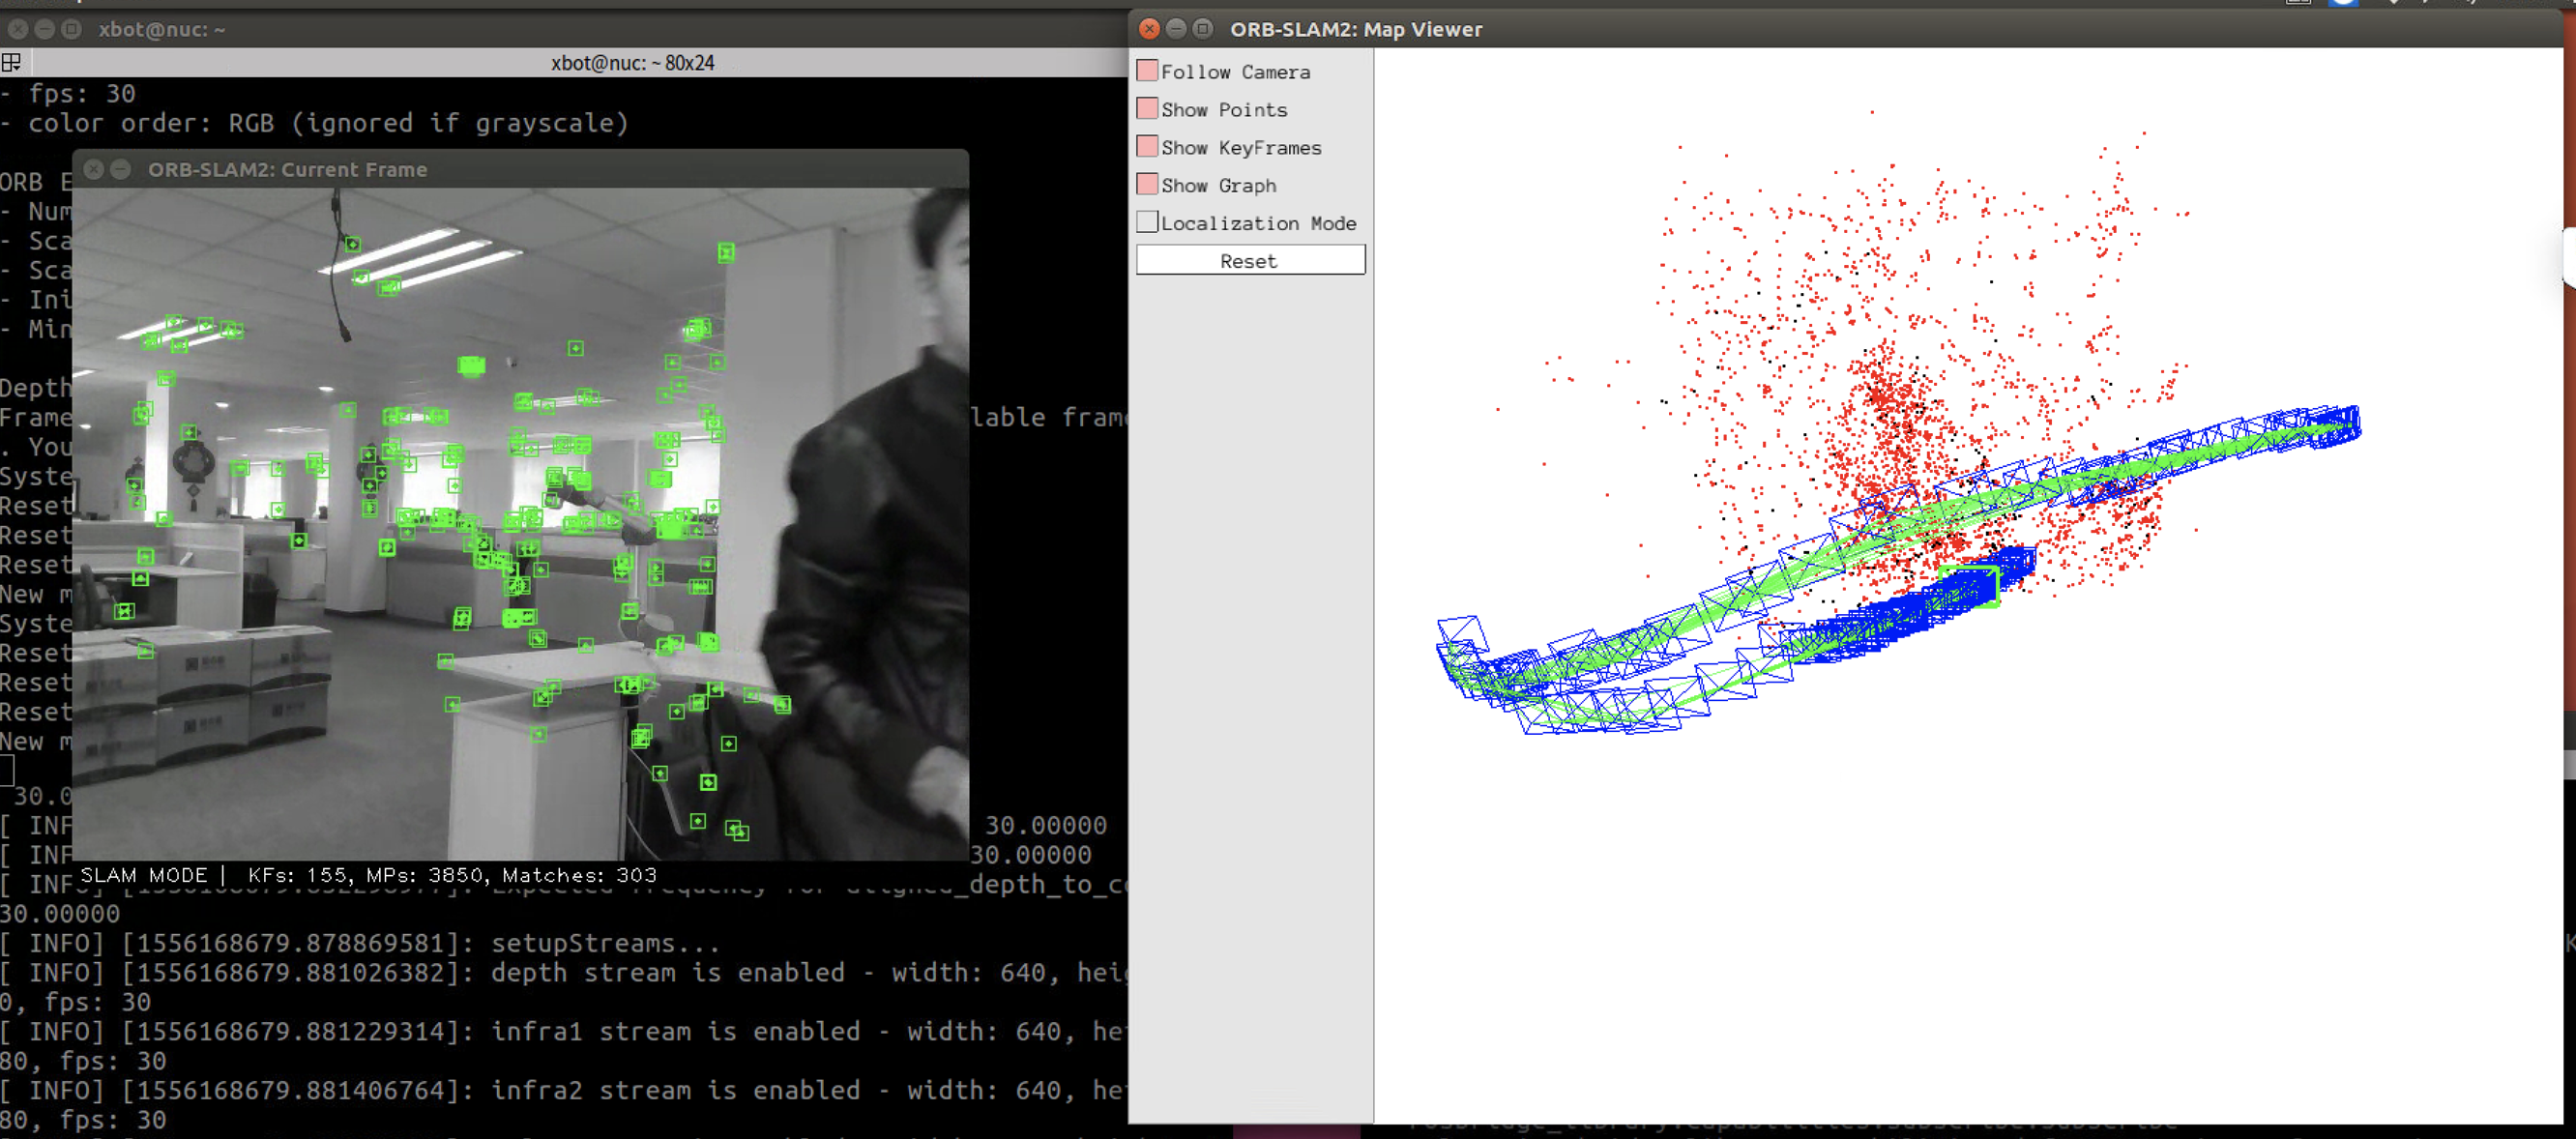 xbot@nuc: ~
xbot@nuc: ~ 80x24
- fps: 30
- color order: RGB (ignored if grayscale)
ORB-SLAM2: Current Frame
ORB
- Num
- Sca
- Sca
- Ini
- Min
Depth
Frame
lable
. You
Syste
Reset
Reset
Reset
New m
Syste
Reset
Reset
Reset
New m
30.0
[ INF 30.00000
[ INF 30.00000
SLAM MODE | KFs: 155, MPs: 3850, Matches: 303
[ INF
_depth_to_c
30.00000
[ INFO] [1556168679.878869581]: setupStreams...
[ INFO] [1556168679.881026382]: depth stream is enabled - width: 640, heig
0, fps: 30
[ INFO] [1556168679.881229314]: infra1 stream is enabled - width: 640, he
80, fps: 30
[ INFO] [1556168679.881406764]: infra2 stream is enabled - width: 640, he
80, fps: 30
ORB-SLAM2: Map Viewer
Follow Camera
Show Points
Show KeyFrames
Show Graph
Localization Mode
Reset